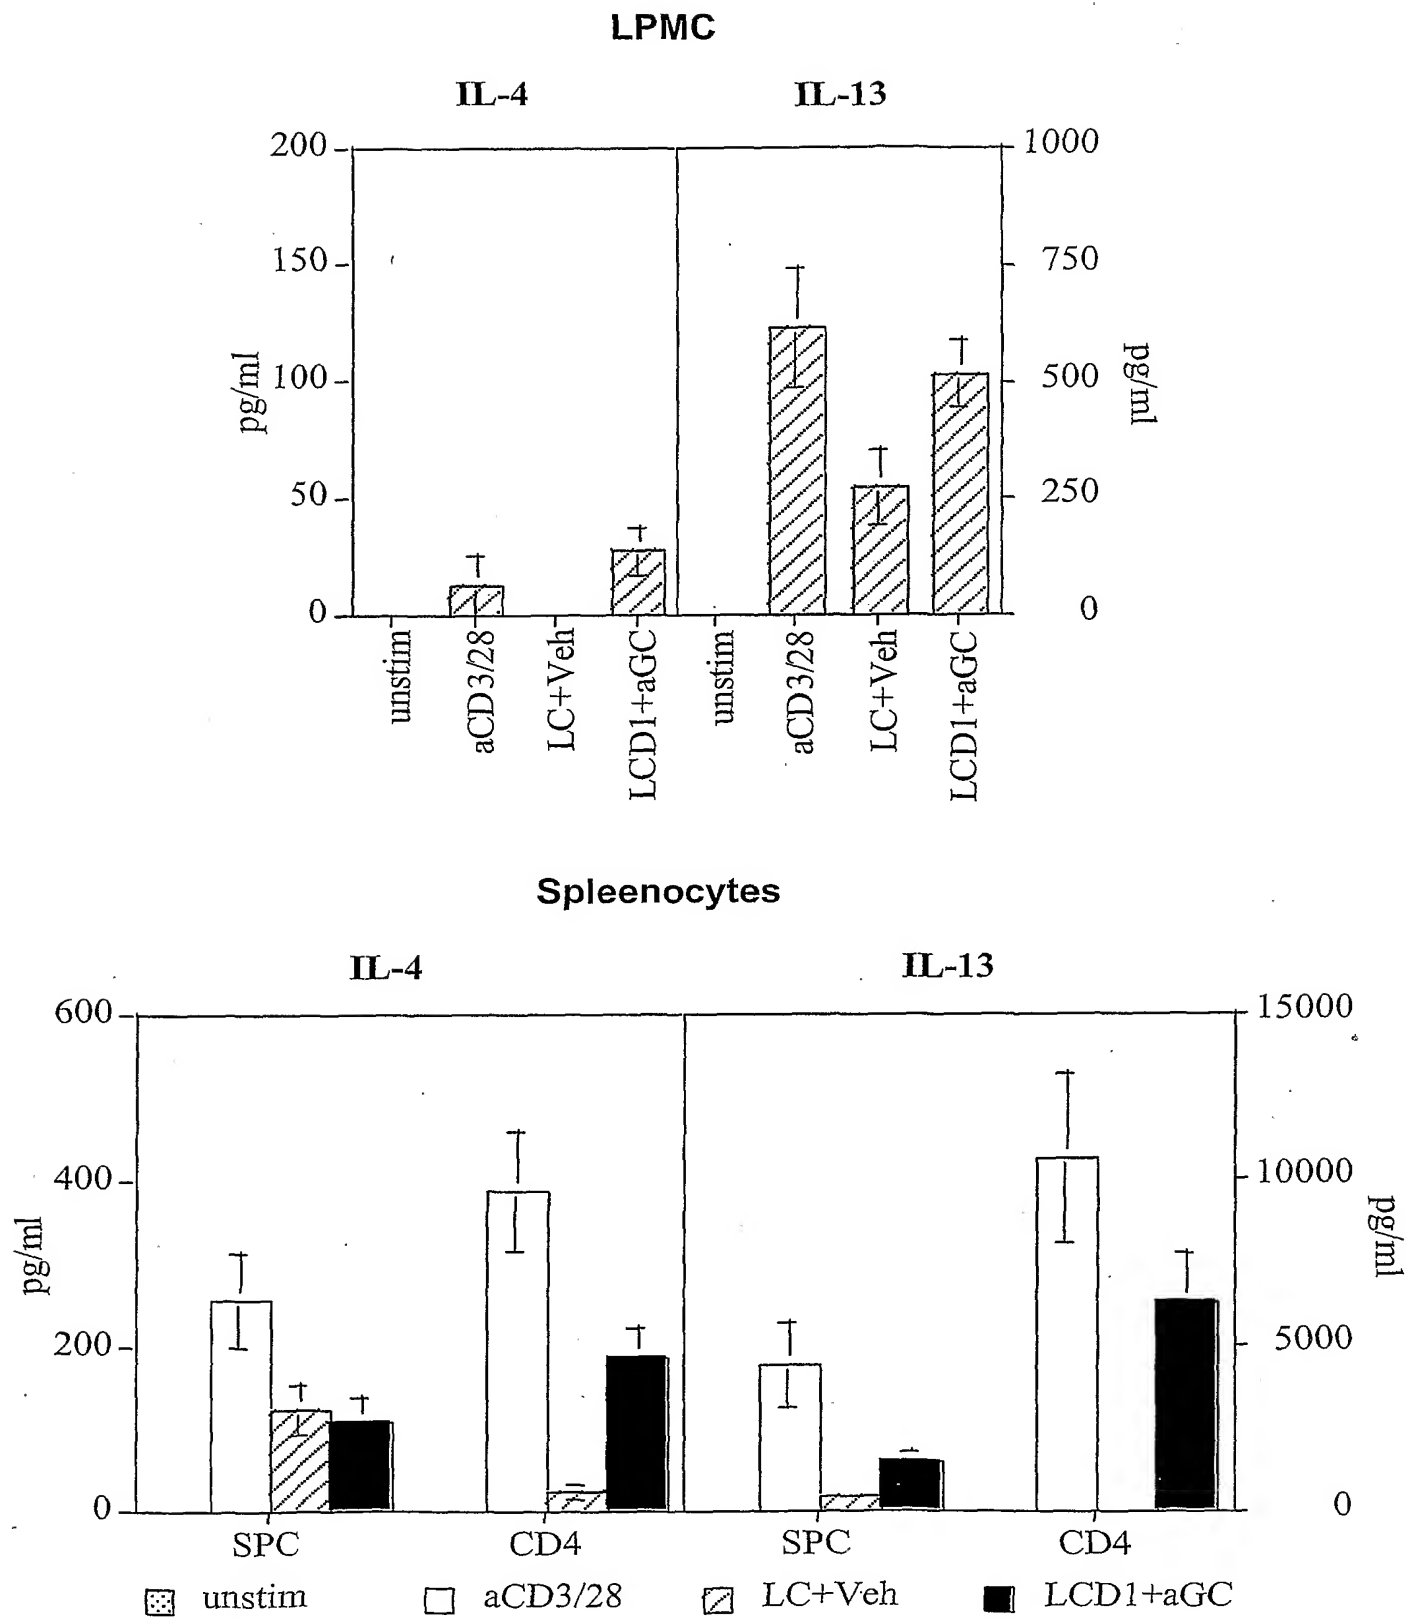 LPMC
IL-4 IL-13
200 1000
150 750
100 500
50 250
0 0
pg/ml pg/ml
unstim aCD3/28 LC+Veh LCD1+aGC unstim aCD3/28 LC+Veh LCD1+aGC
Spleenocytes
IL-4 IL-13
600 15000
400 10000
200 5000
0 0
pg/ml pg/ml
SPC CD4 SPC CD4
unstim aCD3/28 LC+Veh LCD1+aGC